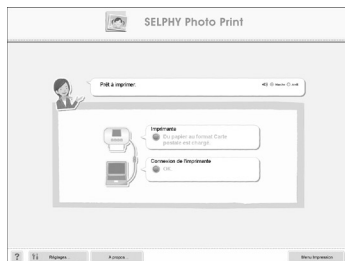 SELPHY Photo Print
Prêt à imprimer.
Imprimante
Du papier au format Carte
postale est chargé.
Connexion de l'imprimante
OK.
? Réglages... A propos... Menu Impression